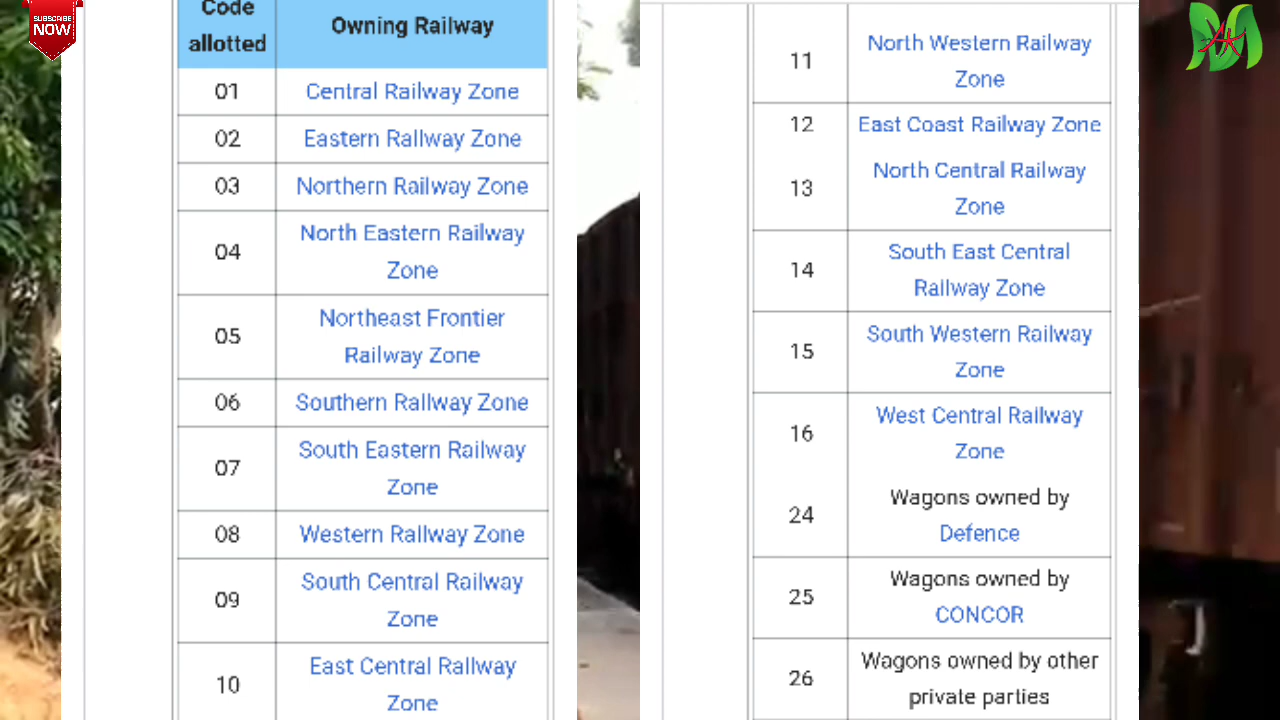 SUBSCRIBE
NOW
Code
allotted
Owning Railway
01
Central Railway Zone
02
Eastern Railway Zone
03
Northern Railway Zone
04
North Eastern Railway
Zone
05
Northeast Frontier
Railway Zone
06
Southern Railway Zone
07
South Eastern Railway
Zone
08
Western Railway Zone
09
South Central Railway
Zone
10
East Central Railway
Zone
11
North Western Railway
Zone
12
East Coast Railway Zone
13
North Central Railway
Zone
14
South East Central
Railway Zone
15
South Western Railway
Zone
16
West Central Railway
Zone
24
Wagons owned by
Defence
25
Wagons owned by
CONCOR
26
Wagons owned by other
private parties